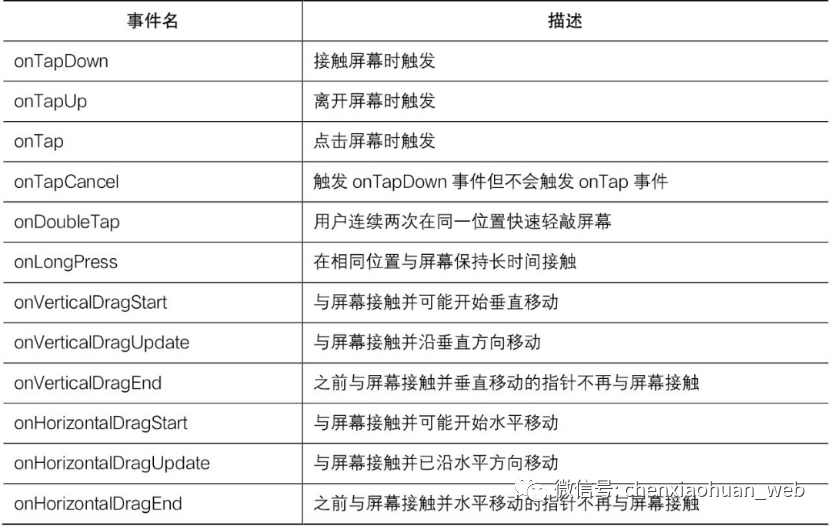 事件名 描述
onTapDown 接触屏幕时触发
onTapUp 离开屏幕时触发
onTap 点击屏幕时触发
onTapCancel 触发 onTapDown 事件但不会触发 onTap 事件
onDoubleTap 用户连续两次在同一位置快速轻敲屏幕
onLongPress 在相同位置与屏幕保持长时间接触
onVerticalDragStart 与屏幕接触并可能开始垂直移动
onVerticalDragUpdate 与屏幕接触并沿垂直方向移动
onVerticalDragEnd 之前与屏幕接触并垂直移动的指针不再与屏幕接触
onHorizontalDragStart 与屏幕接触并可能开始水平移动
onHorizontalDragUpdate 与屏幕接触并已沿水平方向移动
微信号: chenxiaohuan_web
onHorizontalDragEnd 之前与屏幕接触并水平移动的指针不再与屏幕接触